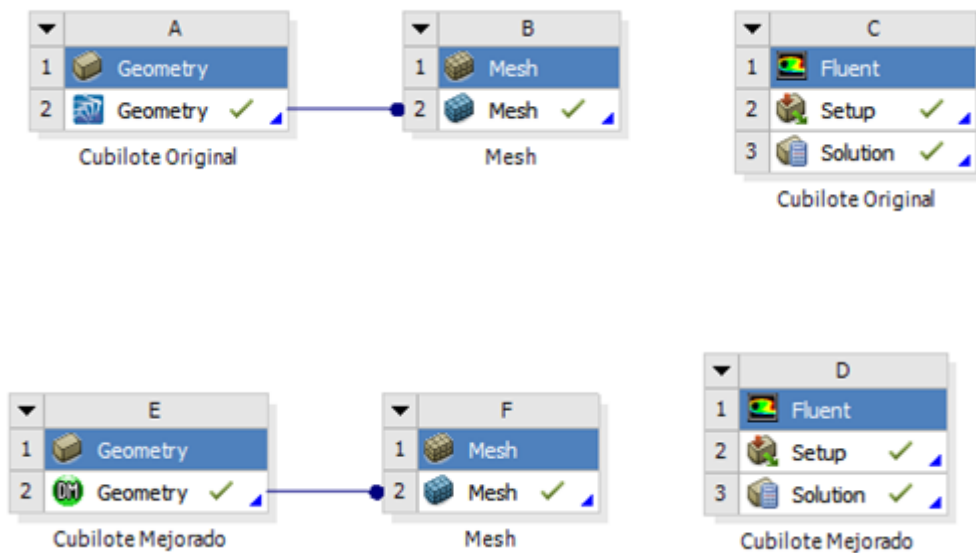 A
1 Geometry
2 Geometry
Cubilote Original
B
1 Mesh
2 Mesh
Mesh
C
1 Fluent
2 Setup
3 Solution
Cubilote Original
E
1 Geometry
2 DM Geometry
Cubilote Mejorado
F
1 Mesh
2 Mesh
Mesh
D
1 Fluent
2 Setup
3 Solution
Cubilote Mejorado